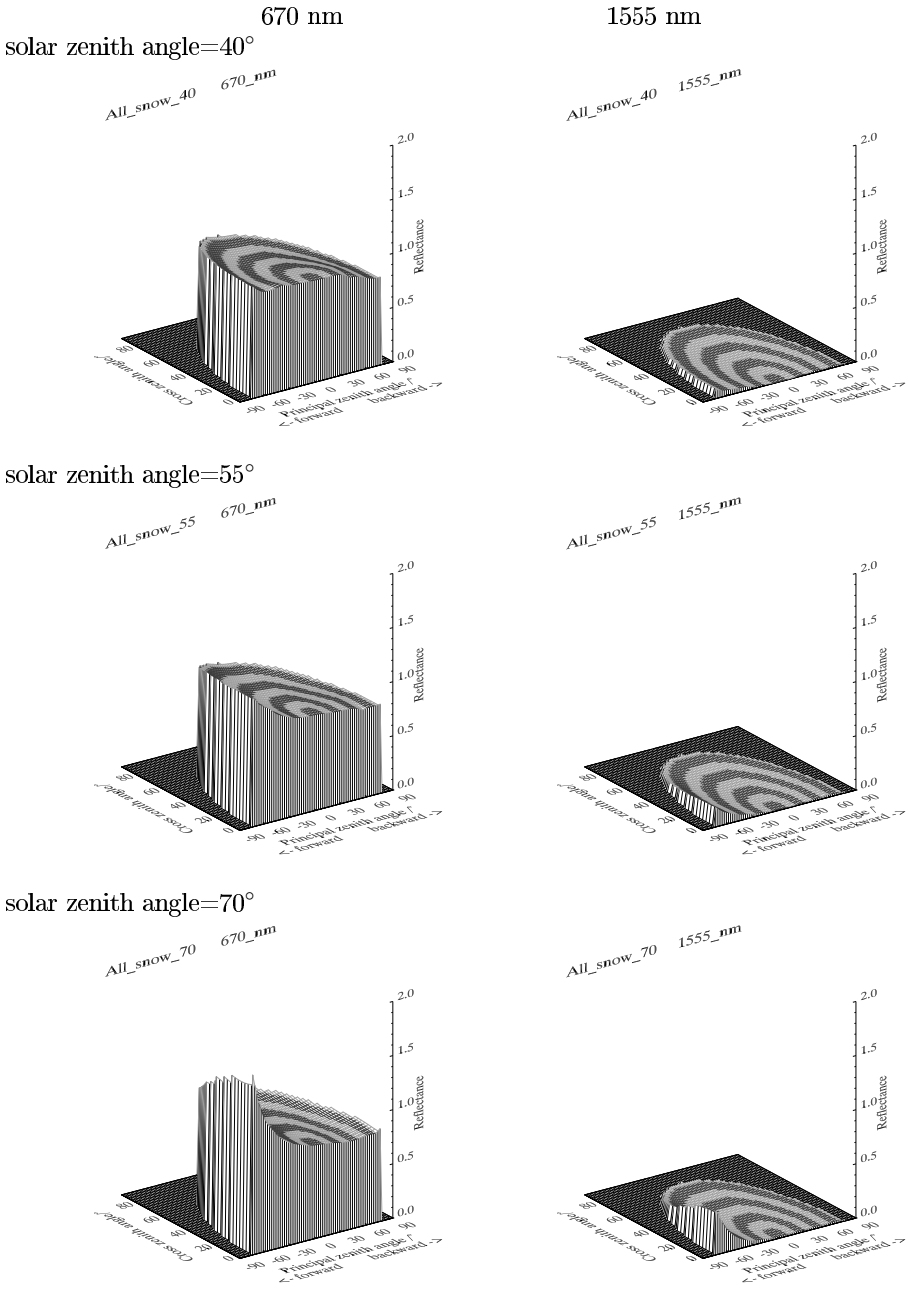 670 nm 1555 nm
solar zenith angle=40°
All_snow_40 670_nm
2.0
1.5
1.0
0.5
0.0
Reflectance
80
60
40
20
0
Cross zenith angle
-90 -60 -30 0 30 60 90
Principal zenith angle
<- forward backward ->
All_snow_40 1555_nm
2.0
1.5
1.0
0.5
0.0
Reflectance
80
60
40
20
0
Cross zenith angle
-90 -60 -30 0 30 60 90
Principal zenith angle
<- forward backward ->
solar zenith angle=55°
All_snow_55 670_nm
2.0
1.5
1.0
0.5
0.0
Reflectance
80
60
40
20
0
Cross zenith angle
-90 -60 -30 0 30 60 90
Principal zenith angle
<- forward backward ->
All_snow_55 1555_nm
2.0
1.5
1.0
0.5
0.0
Reflectance
80
60
40
20
0
Cross zenith angle
-90 -60 -30 0 30 60 90
Principal zenith angle
<- forward backward ->
solar zenith angle=70°
All_snow_70 670_nm
2.0
1.5
1.0
0.5
0.0
Reflectance
80
60
40
20
0
Cross zenith angle
-90 -60 -30 0 30 60 90
Principal zenith angle
<- forward backward ->
All_snow_70 1555_nm
2.0
1.5
1.0
0.5
0.0
Reflectance
80
60
40
20
0
Cross zenith angle
-90 -60 -30 0 30 60 90
Principal zenith angle
<- forward backward ->